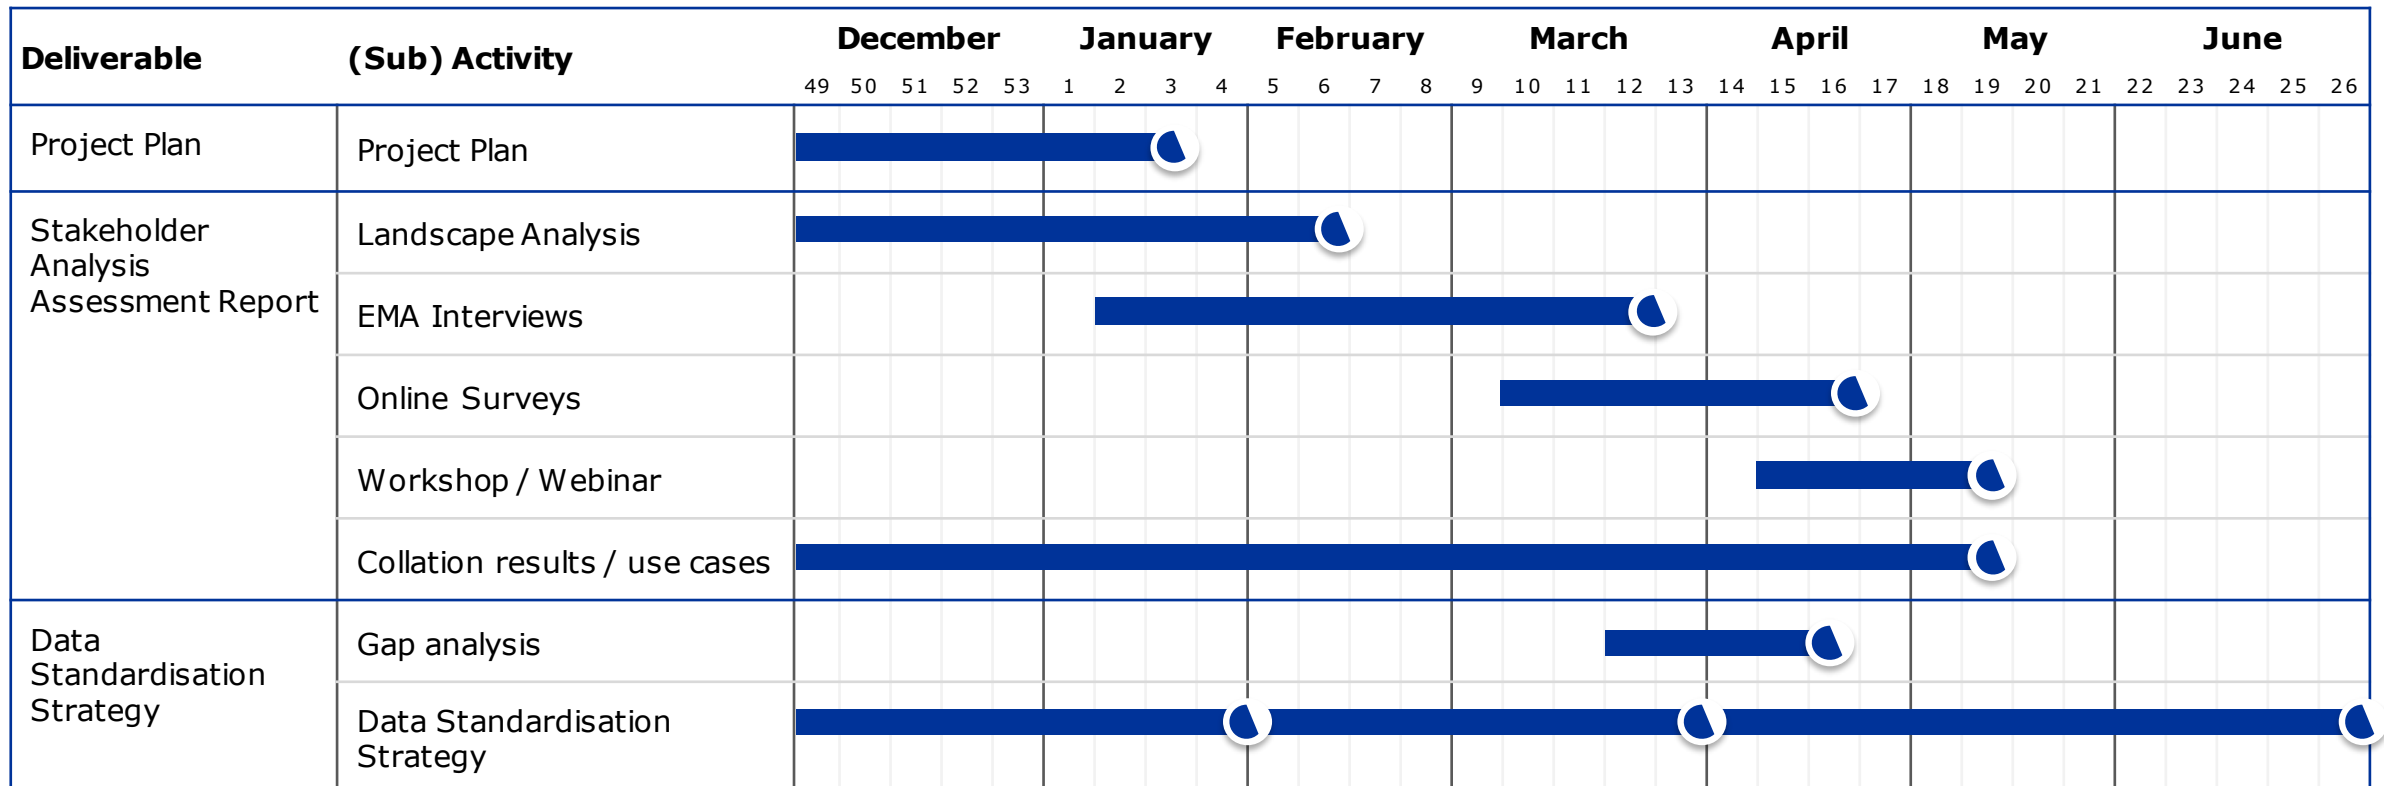 Deliverable
(Sub) Activity
December January February March April May June
49 50 51 52 53 1 2 3 4 5 6 7 8 9 10 11 12 13 14 15 16 17 18 19 20 21 22 23 24 25 26
Project Plan
Project Plan
Stakeholder
Analysis
Assessment Report
Landscape Analysis
EMA Interviews
Online Surveys
Workshop / Webinar
Collation results / use cases
Data
Standardisation
Strategy
Gap analysis
Data Standardisation
Strategy